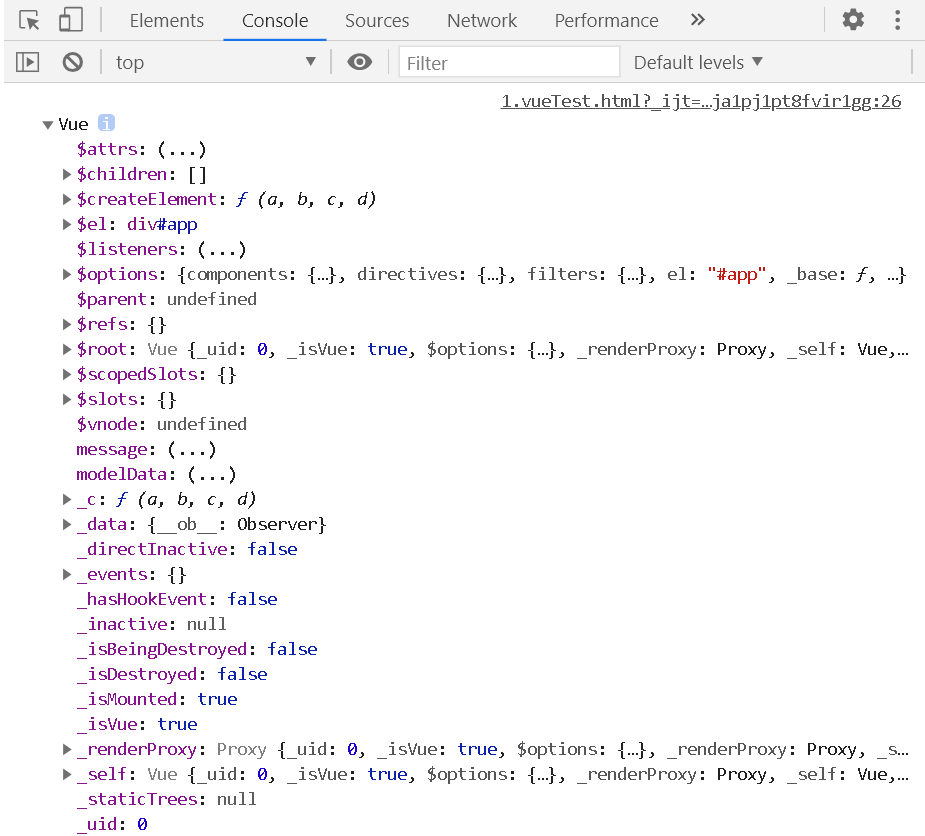 Elements Console Sources Network Performance »
top ▼ Filter Default levels ▼
1.vueTest.html?_ijt=…ja1pj1pt8fvir1gg:26
▼Vue i
$attrs: (...)
▶$children: []
▶$createElement: ƒ (a, b, c, d)
▶$el: div#app
$listeners: (...)
▶$options: {components: {…}, directives: {…}, filters: {…}, el: "#app", _base: ƒ, …}
$parent: undefined
▶$refs: {}
▶$root: Vue {_uid: 0, _isVue: true, $options: {…}, _renderProxy: Proxy, _self: Vue,…
▶$scopedSlots: {}
▶$slots: {}
$vnode: undefined
message: (...)
modelData: (...)
▶_c: ƒ (a, b, c, d)
▶_data: {__ob__: Observer}
_directInactive: false
▶_events: {}
_hasHookEvent: false
_inactive: null
_isBeingDestroyed: false
_isDestroyed: false
_isMounted: true
_isVue: true
▶_renderProxy: Proxy {_uid: 0, _isVue: true, $options: {…}, _renderProxy: Proxy, _s…
▶_self: Vue {_uid: 0, _isVue: true, $options: {…}, _renderProxy: Proxy, _self: Vue,…
_staticTrees: null
_uid: 0